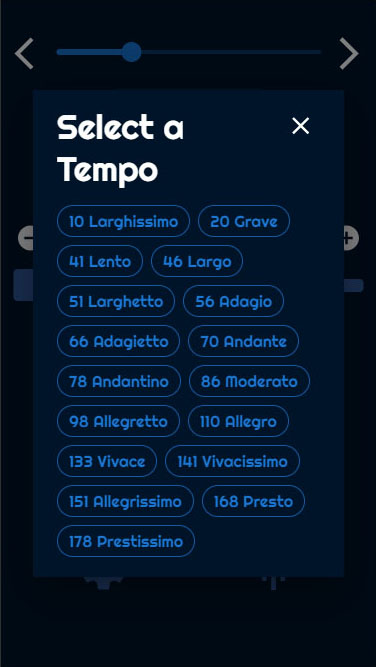 Select a
Tempo
10 Larghissimo 20 Grave
41 Lento 46 Largo
51 Larghetto 56 Adagio
66 Adagietto 70 Andante
78 Andantino 86 Moderato
98 Allegretto 110 Allegro
133 Vivace 141 Vivacissimo
151 Allegrissimo 168 Presto
178 Prestissimo